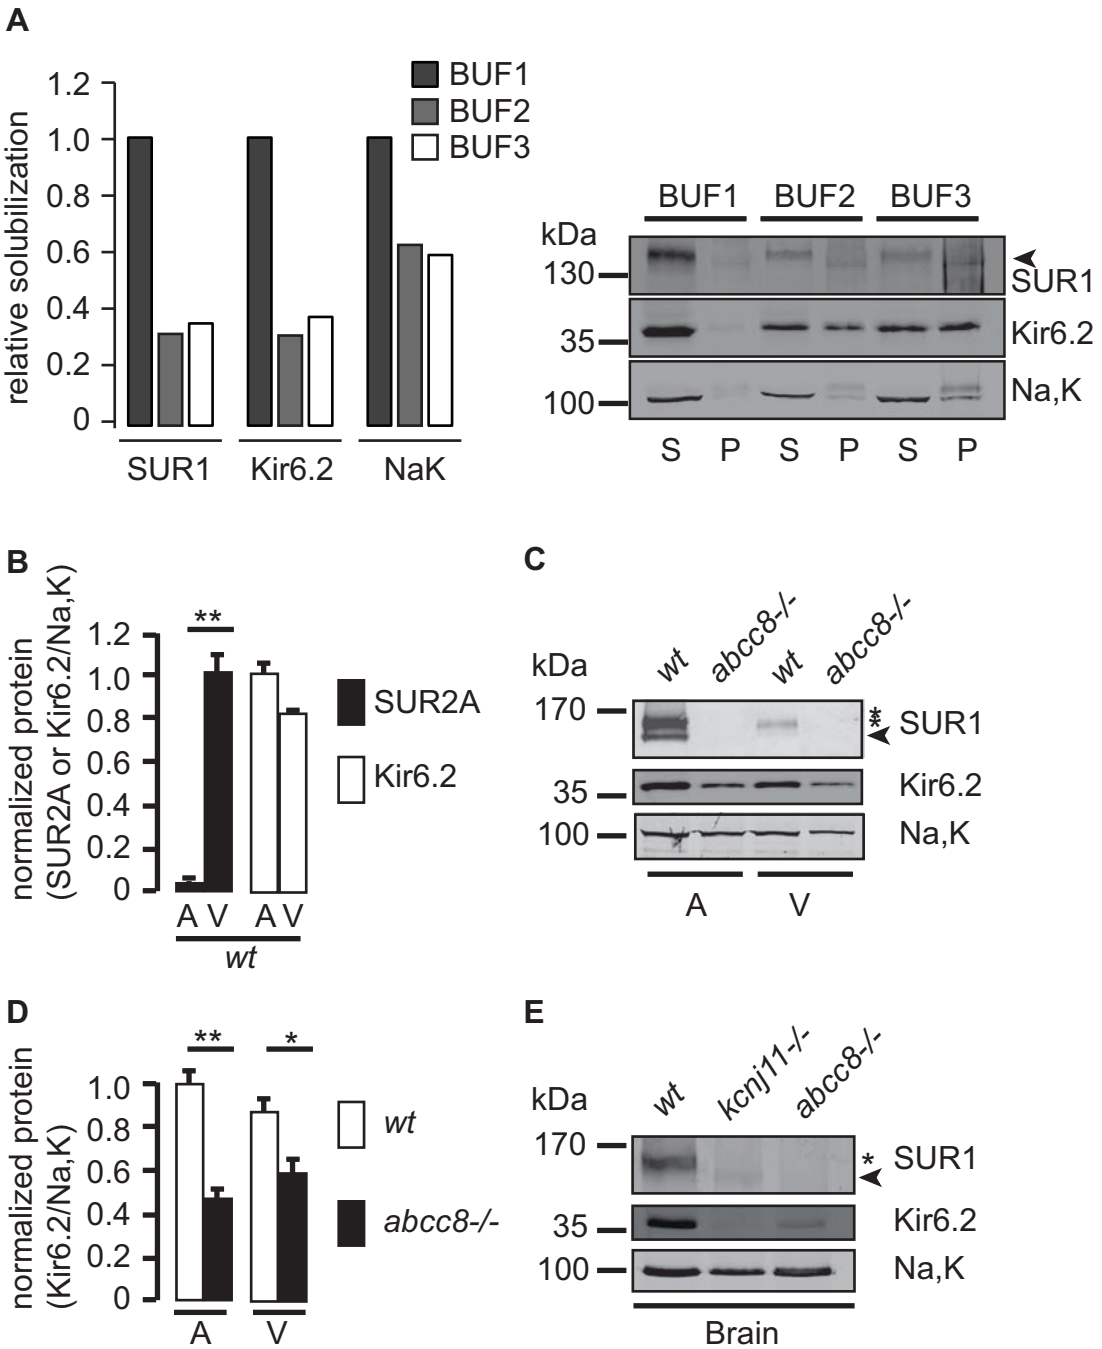 A
relative solubilization
1.2
1.0
0.8
0.6
0.4
0.2
0
BUF1
BUF2
BUF3
SUR1 Kir6.2 NaK
BUF1 BUF2 BUF3
kDa
130
SUR1
35
Kir6.2
100
Na,K
S P S P S P
B
normalized protein
(SUR2A or Kir6.2/Na,K)
1.2
1.0
0.8
0.6
0.4
0.2
0
**
SUR2A
Kir6.2
A V A V
wt
C
kDa
wt abcc8-/- wt abcc8-/-
170
*
*
SUR1
35
Kir6.2
100
Na,K
A V
D
normalized protein
(Kir6.2/Na,K)
1.0
0.8
0.6
0.4
0.2
0
** *
wt
abcc8-/-
A V
E
kDa
wt kcnj11-/- abcc8-/-
170
* SUR1
35
Kir6.2
100
Na,K
Brain